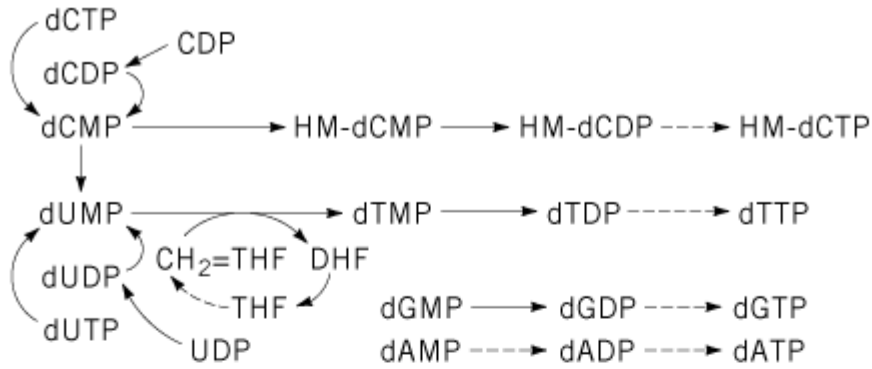 dCTP
CDP
dCDP
dCMP HM-dCMP HM-dCDP HM-dCTP
dUMP dTMP dTDP dTTP
CH₂=THF DHF
dUDP
THF dGMP dGDP dGTP
dUTP
UDP dAMP dADP dATP